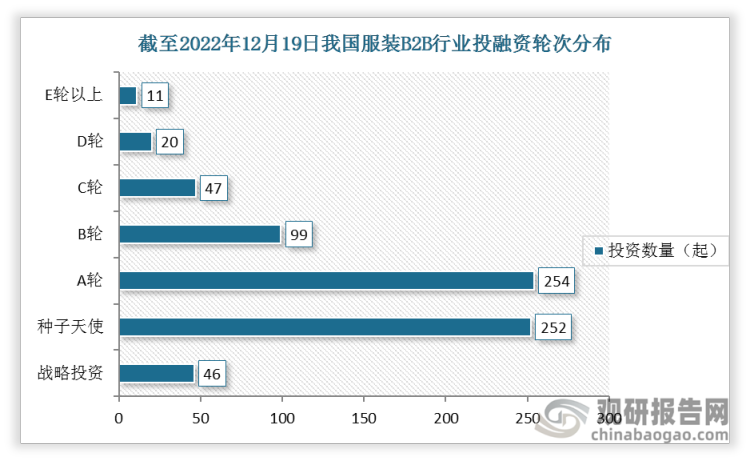 截至2022年12月19日我国服装B2B行业投融资轮次分布
E轮以上 11
D轮 20
C轮 47
B轮 99
A轮 254
种子天使 252
战略投资 46
投资数量（起）
0 50 100 150 200 250 300
观研报告网
chinabaogao.com